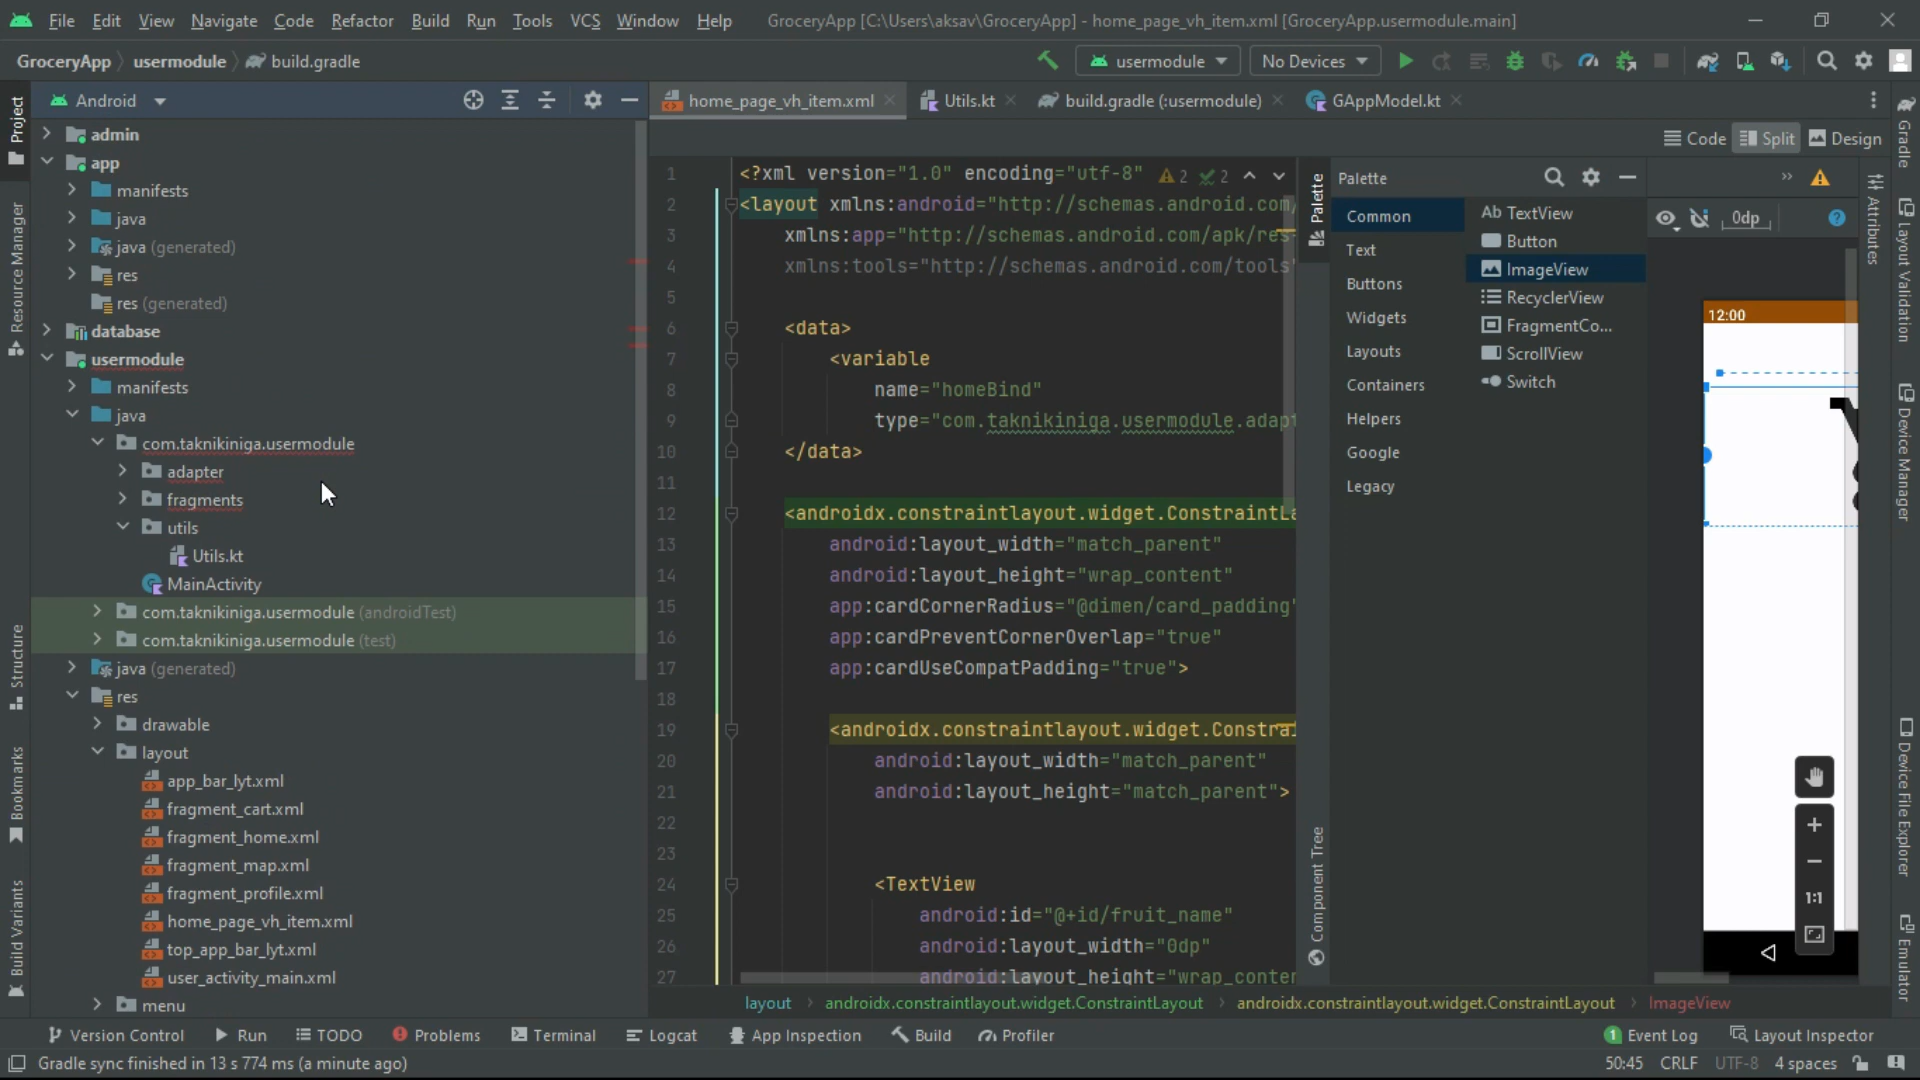 File Edit View Navigate Code Refactor Build Run Tools VCS Window Help GroceryApp [C:\Users\aksav\GroceryApp] - home_page_vh_item.xml [GroceryApp.usermodule.main]
GroceryApp usermodule build.gradle usermodule No Devices
Project
Android
home_page_vh_item.xml Utils.kt build.gradle (:usermodule) GAppModel.kt
Gradle
Code Split Design
admin
app
manifests
java
java (generated)
res
res (generated)
database
usermodule
manifests
java
com.taknikiniga.usermodule
adapter
fragments
utils
Utils.kt
MainActivity
com.taknikiniga.usermodule (androidTest)
com.taknikiniga.usermodule (test)
java (generated)
res
drawable
layout
app_bar_lyt.xml
fragment_cart.xml
fragment_home.xml
fragment_map.xml
fragment_profile.xml
home_page_vh_item.xml
top_app_bar_lyt.xml
user_activity_main.xml
menu
Resource Manager
Structure
Bookmarks
Build Variants
1 <?xml version="1.0" encoding="utf-8" 2 2
2 <layout xmlns:android="http://schemas.android.com/
3 xmlns:app="http://schemas.android.com/apk/res-
4 xmlns:tools="http://schemas.android.com/tools"
5
6 <data>
7 <variable
8 name="homeBind"
9 type="com.taknikiniga.usermodule.adapt
10 </data>
11
12 <androidx.constraintlayout.widget.ConstraintLa
13 android:layout_width="match_parent"
14 android:layout_height="wrap_content"
15 app:cardCornerRadius="@dimen/card_padding"
16 app:cardPreventCornerOverlap="true"
17 app:cardUseCompatPadding="true">
18
19 <androidx.constraintlayout.widget.Constrai
20 android:layout_width="match_parent"
21 android:layout_height="match_parent">
22
23
24 <TextView
25 android:id="@+id/fruit_name"
26 android:layout_width="0dp"
27 android:layout_height="wrap_conten
Palette
Component Tree
Palette
Common
Text
Buttons
Widgets
Layouts
Containers
Helpers
Google
Legacy
Ab TextView
Button
ImageView
RecyclerView
FragmentCo...
ScrollView
Switch
0dp
12:00
1:1
Attributes
Layout Validation
Device Manager
Device File Explorer
Emulator
layout androidx.constraintlayout.widget.ConstraintLayout androidx.constraintlayout.widget.ConstraintLayout ImageView
Version Control Run TODO Problems Terminal Logcat App Inspection Build Profiler 1 Event Log Layout Inspector
Gradle sync finished in 13 s 774 ms (a minute ago) 50:45 CRLF UTF-8 4 spaces